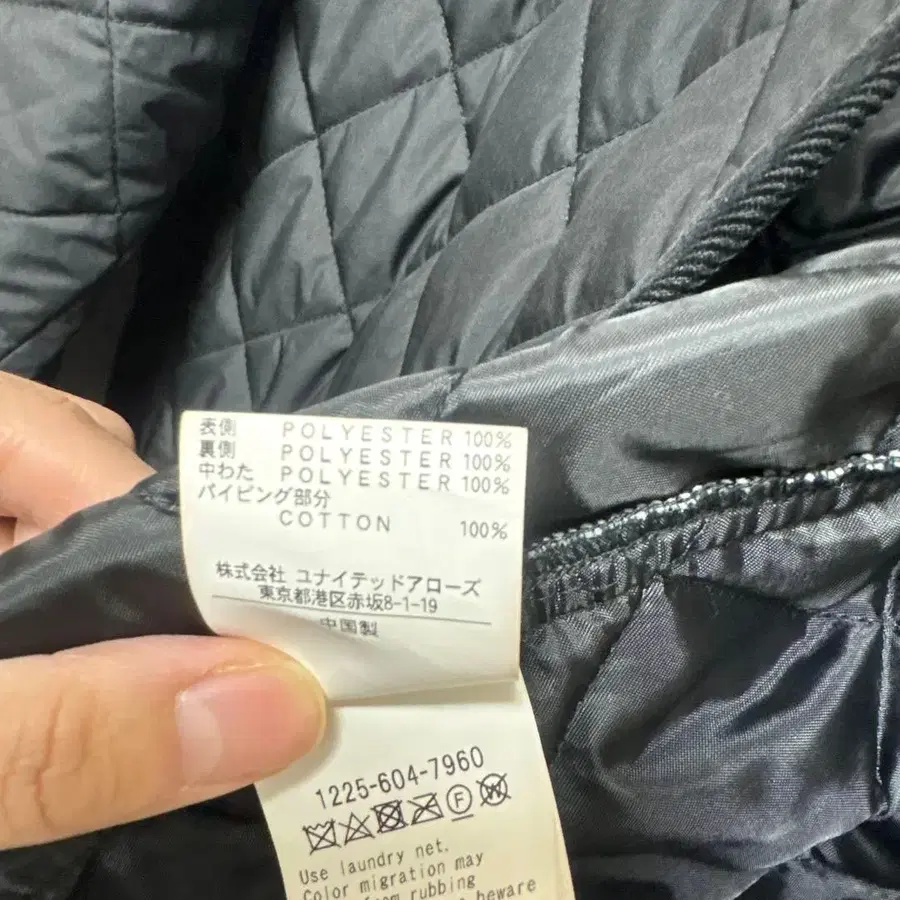 表側 POLYESTER 100%
裏側 POLYESTER 100%
中わた POLYESTER 100%
パイピング部分
COTTON 100%
株式会社 ユナイテッドアローズ
東京都港区赤坂8-1-19
中国製
1225-604-7960
Use laundry net.
Color migration may
from rubbing
beware